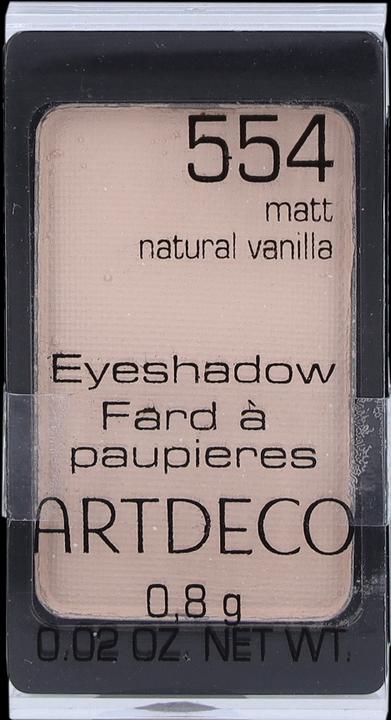 554
matt
natural vanilla
Eyeshadow
Fard à
paupieres
ARTDECO
0,8 g
0.02 OZ. NET WT.